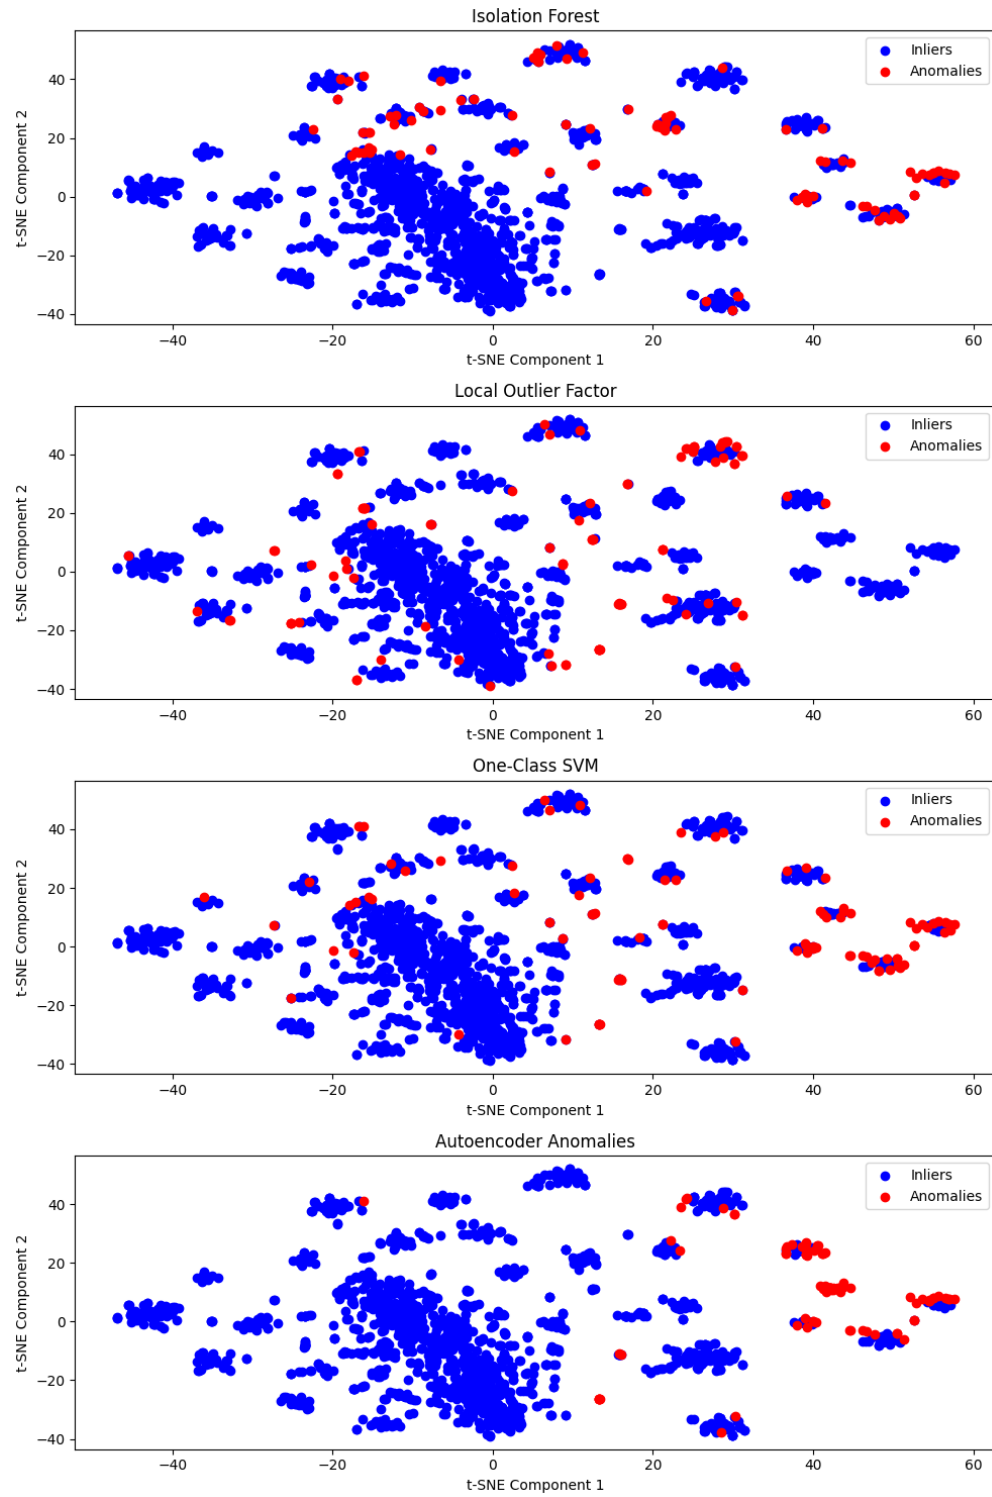 Isolation Forest
Inliers
Anomalies
t-SNE Component 2
40
20
0
−20
−40
−40
−20
0
20
40
60
t-SNE Component 1
Local Outlier Factor
Inliers
Anomalies
t-SNE Component 2
40
20
0
−20
−40
−40
−20
0
20
40
60
t-SNE Component 1
One-Class SVM
Inliers
Anomalies
t-SNE Component 2
40
20
0
−20
−40
−40
−20
0
20
40
60
t-SNE Component 1
Autoencoder Anomalies
Inliers
Anomalies
t-SNE Component 2
40
20
0
−20
−40
−40
−20
0
20
40
60
t-SNE Component 1